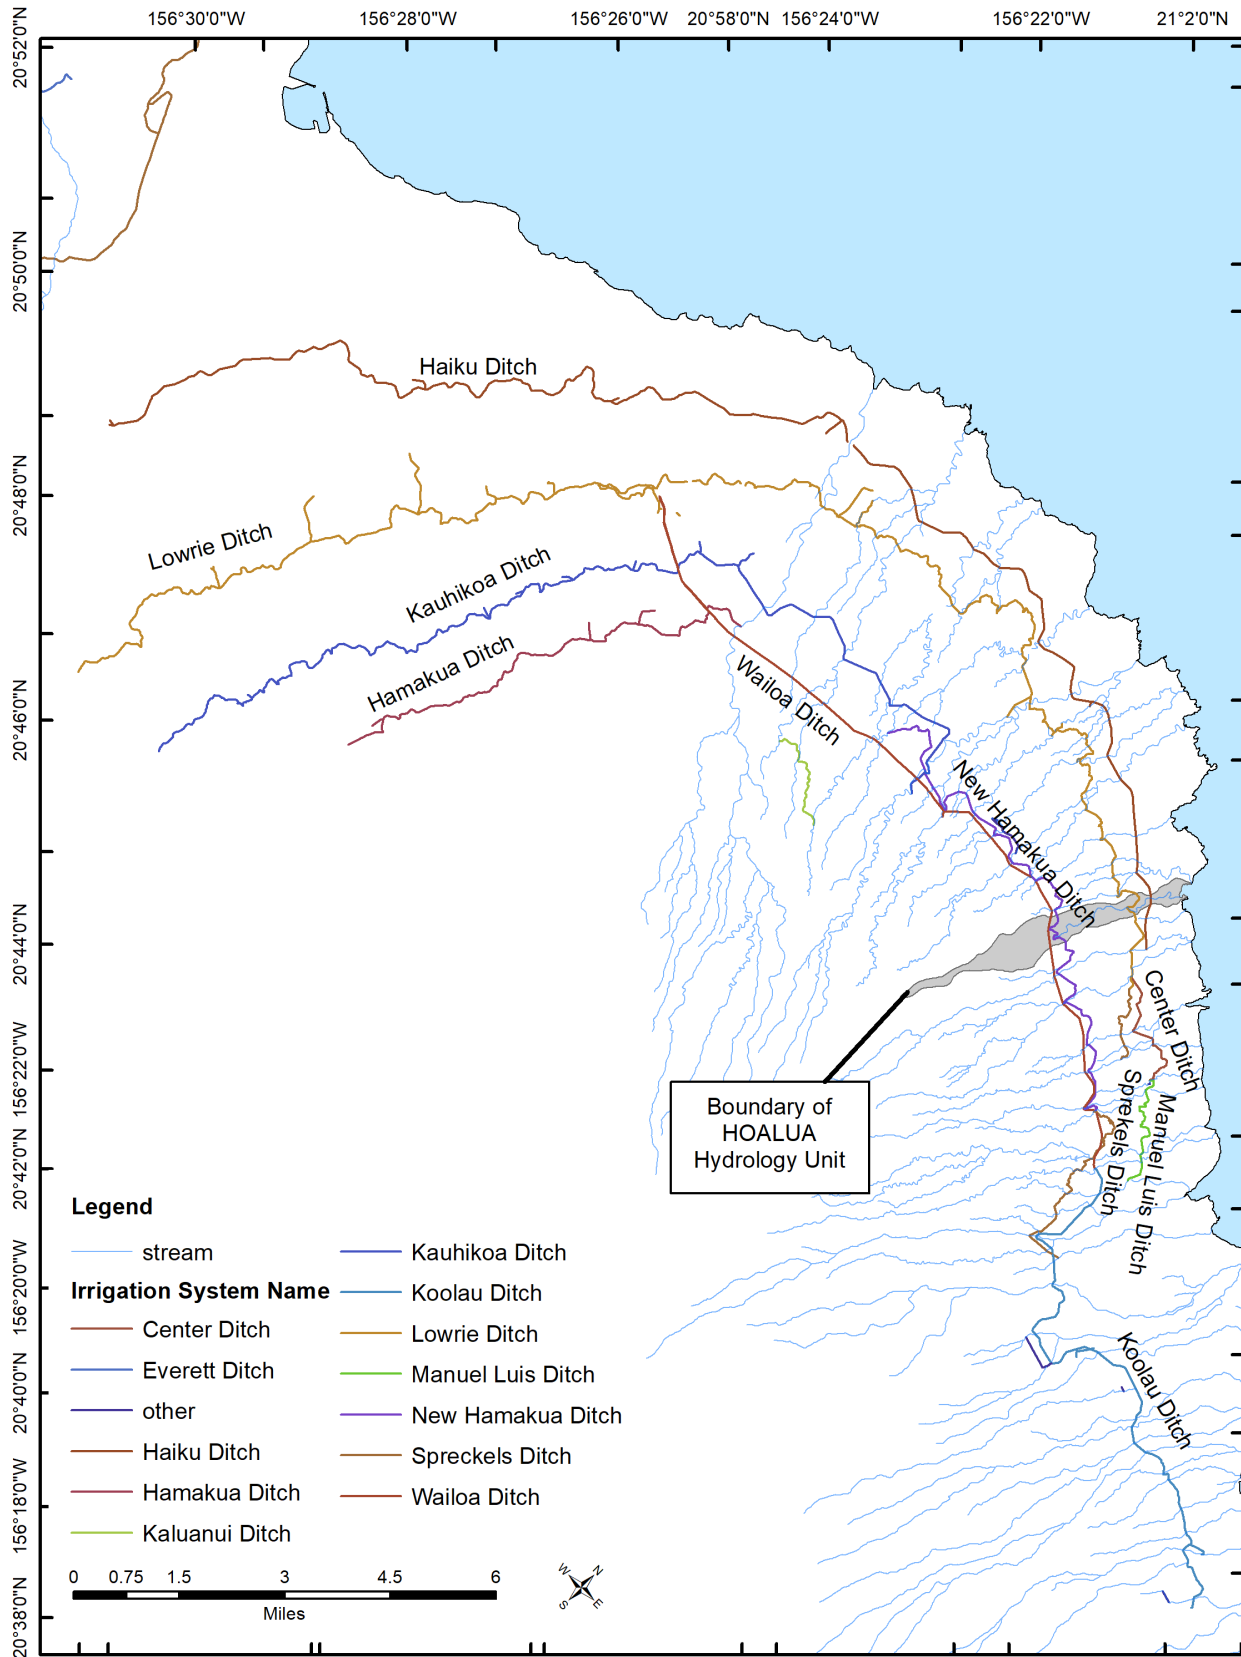 156°30'0"W 156°28'0"W 156°26'0"W 20°58'0"N 156°24'0"W 156°22'0"W 21°2'0"N
20°52'0"N
20°50'0"N
20°48'0"N
20°46'0"N
20°44'0"N
156°22'0"W
20°42'0"N
156°20'0"W
20°40'0"N
156°18'0"W
20°38'0"N
Haiku Ditch
Lowrie Ditch
Kauhikoa Ditch
Hamakua Ditch
Wailoa Ditch
New Hamakua Ditch
Center Ditch
Sprekels Ditch
Manuel Luis Ditch
Koolau Ditch
Boundary of
HOALUA
Hydrology Unit
Legend
stream
Irrigation System Name
Center Ditch
Everett Ditch
other
Haiku Ditch
Hamakua Ditch
Kaluanui Ditch
Kauhikoa Ditch
Koolau Ditch
Lowrie Ditch
Manuel Luis Ditch
New Hamakua Ditch
Spreckels Ditch
Wailoa Ditch
0 0.75 1.5 3 4.5 6
Miles
N
E
S
W